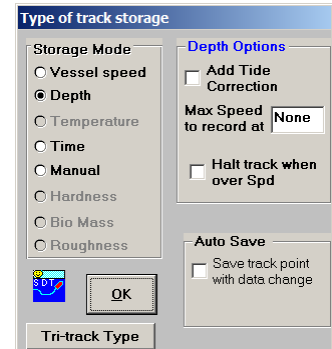 Type of track storage
Storage Mode
Vessel speed
Depth
Temperature
Time
Manual
Hardness
Bio Mass
Roughness
SDT
OK
Tri-track Type
Depth Options
Add Tide
Correction
Max Speed
to record at
None
Halt track when
over Spd
Auto Save
Save track point
with data change